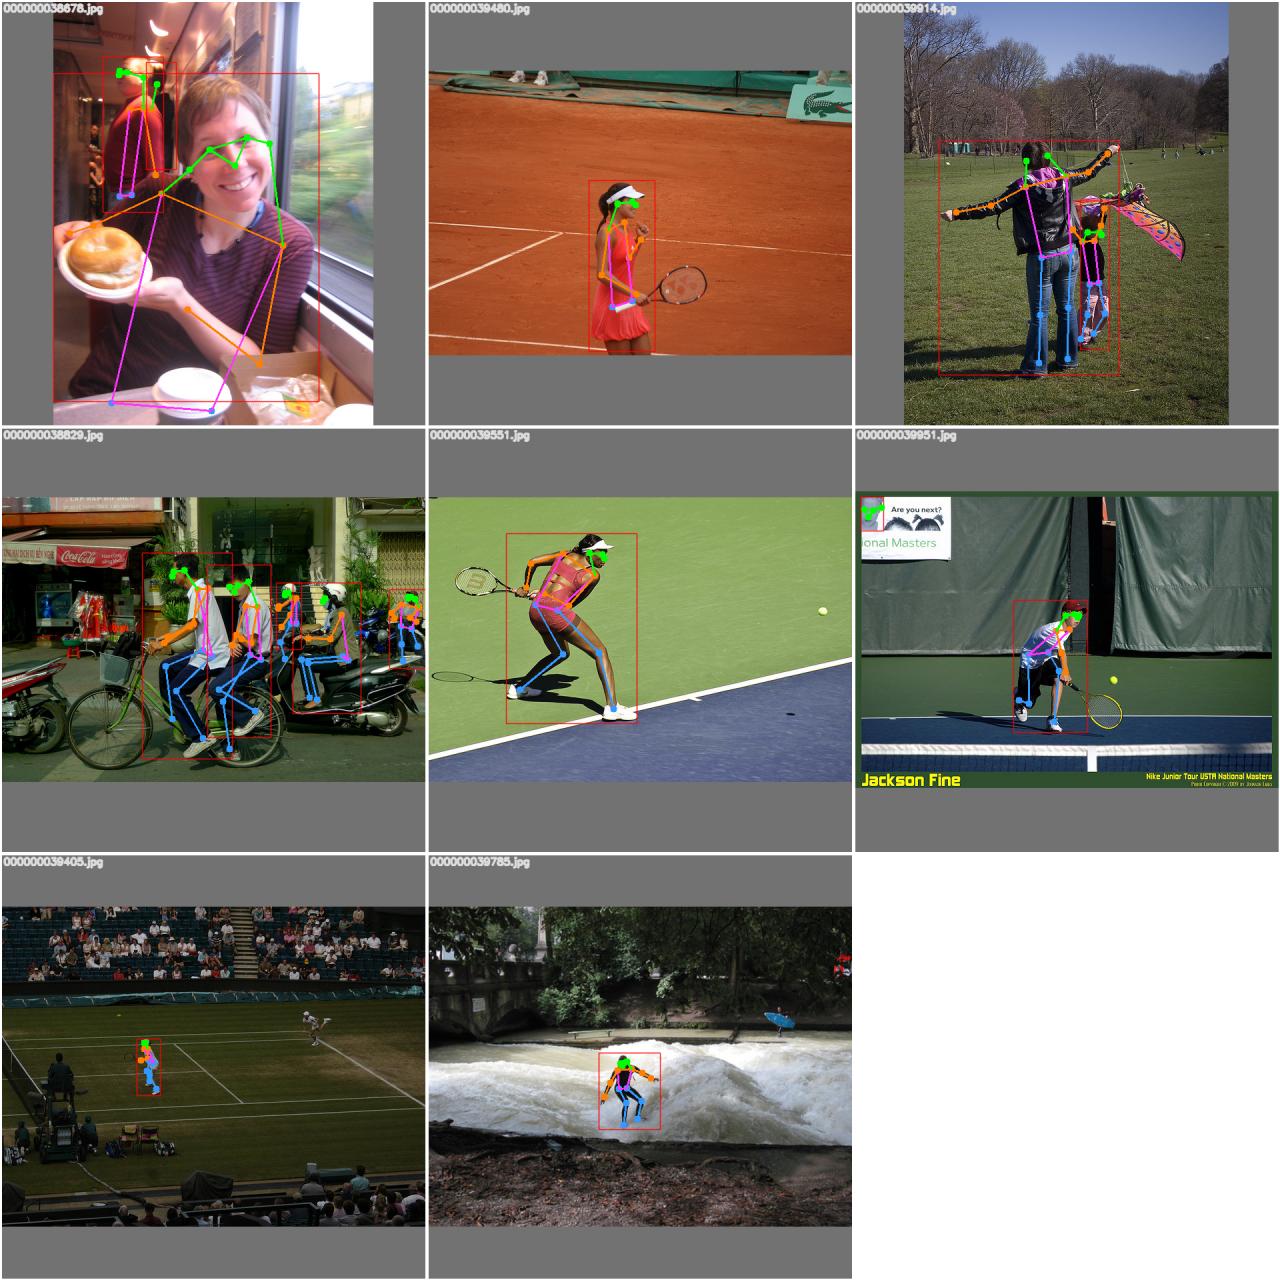 000000038678.jpg
000000039480.jpg
000000039914.jpg
000000038829.jpg
Coca-Cola
000000039551.jpg
000000039951.jpg
Are you next?
ional Masters
Jackson Fine
Nike Junior Tour USTA National Masters
000000039405.jpg
000000039785.jpg